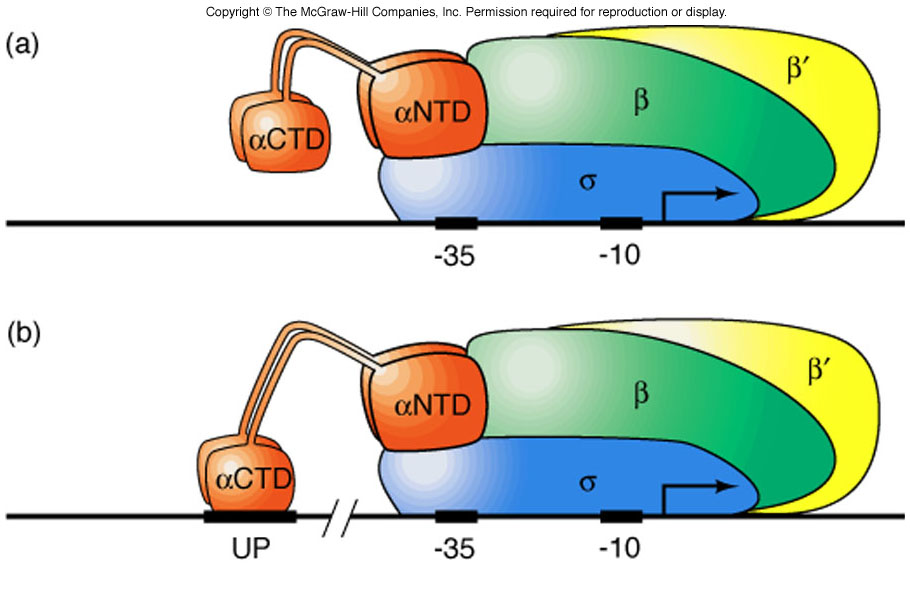 Copyright © The McGraw-Hill Companies, Inc. Permission required for reproduction or display.
(a)
αCTD
αNTD
β
β′
σ
-35
-10
(b)
αCTD
αNTD
β
β′
σ
UP
-35
-10